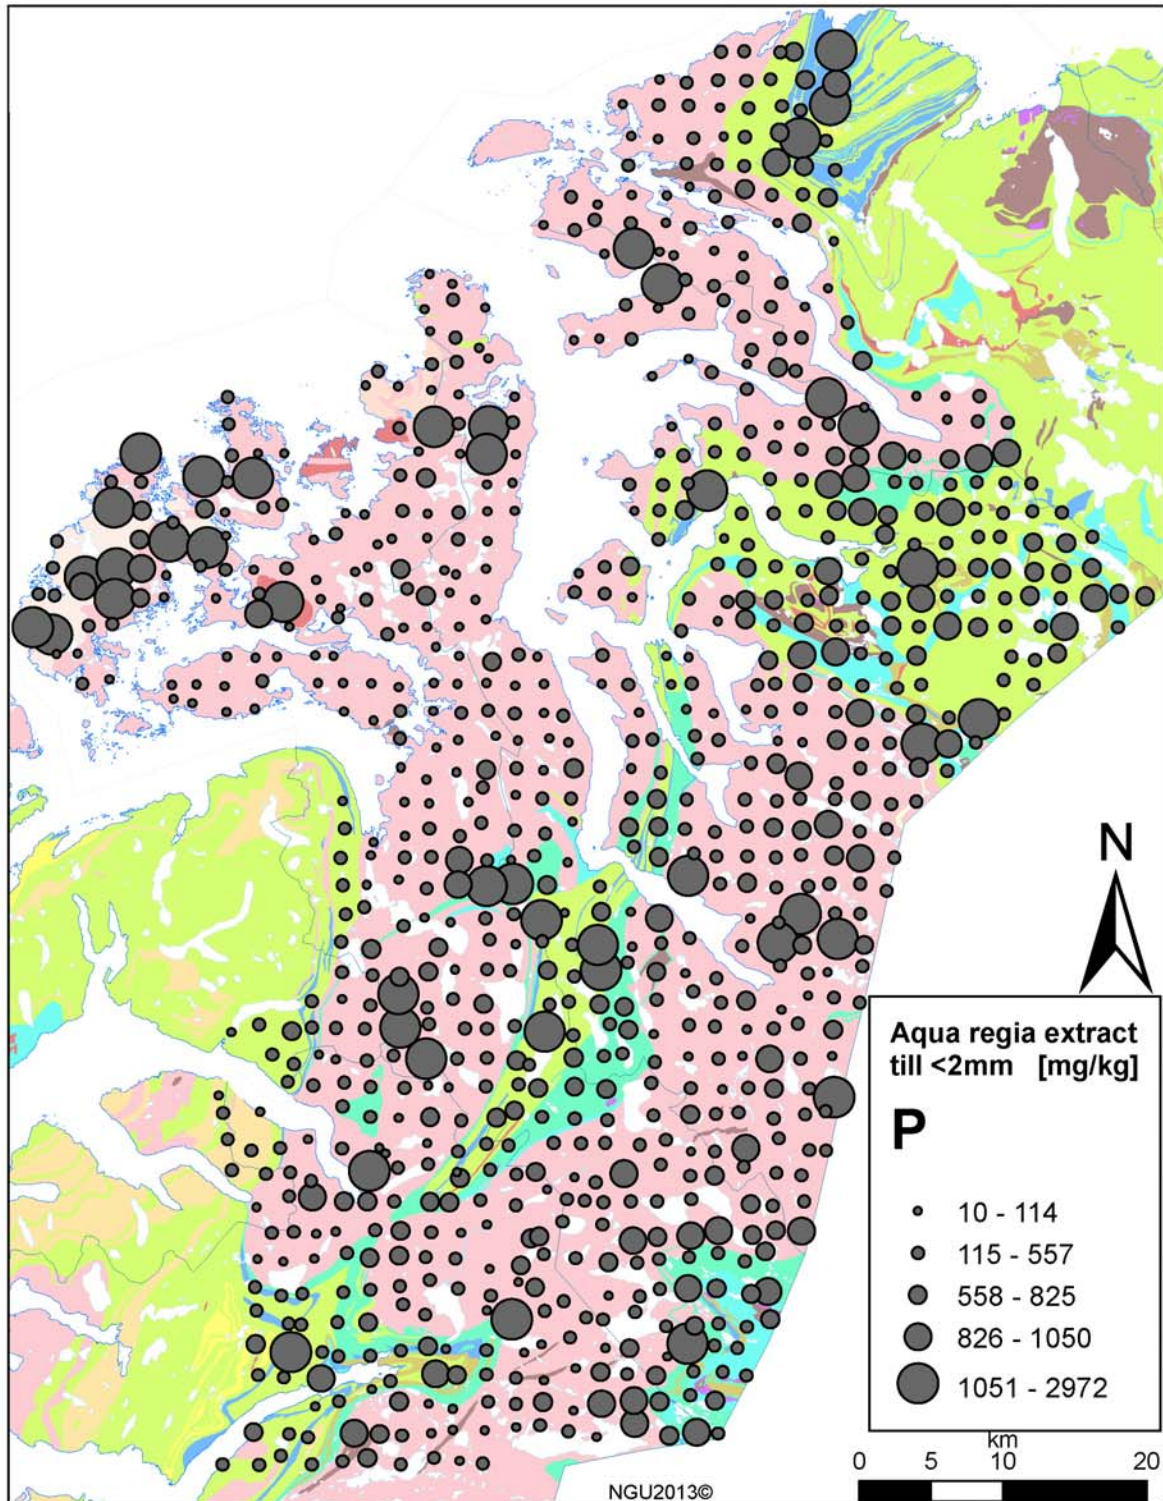 N
Aqua regia extract
till <2mm [mg/kg]
P
10 - 114
115 - 557
558 - 825
826 - 1050
1051 - 2972
km
0 5 10 20
NGU2013©